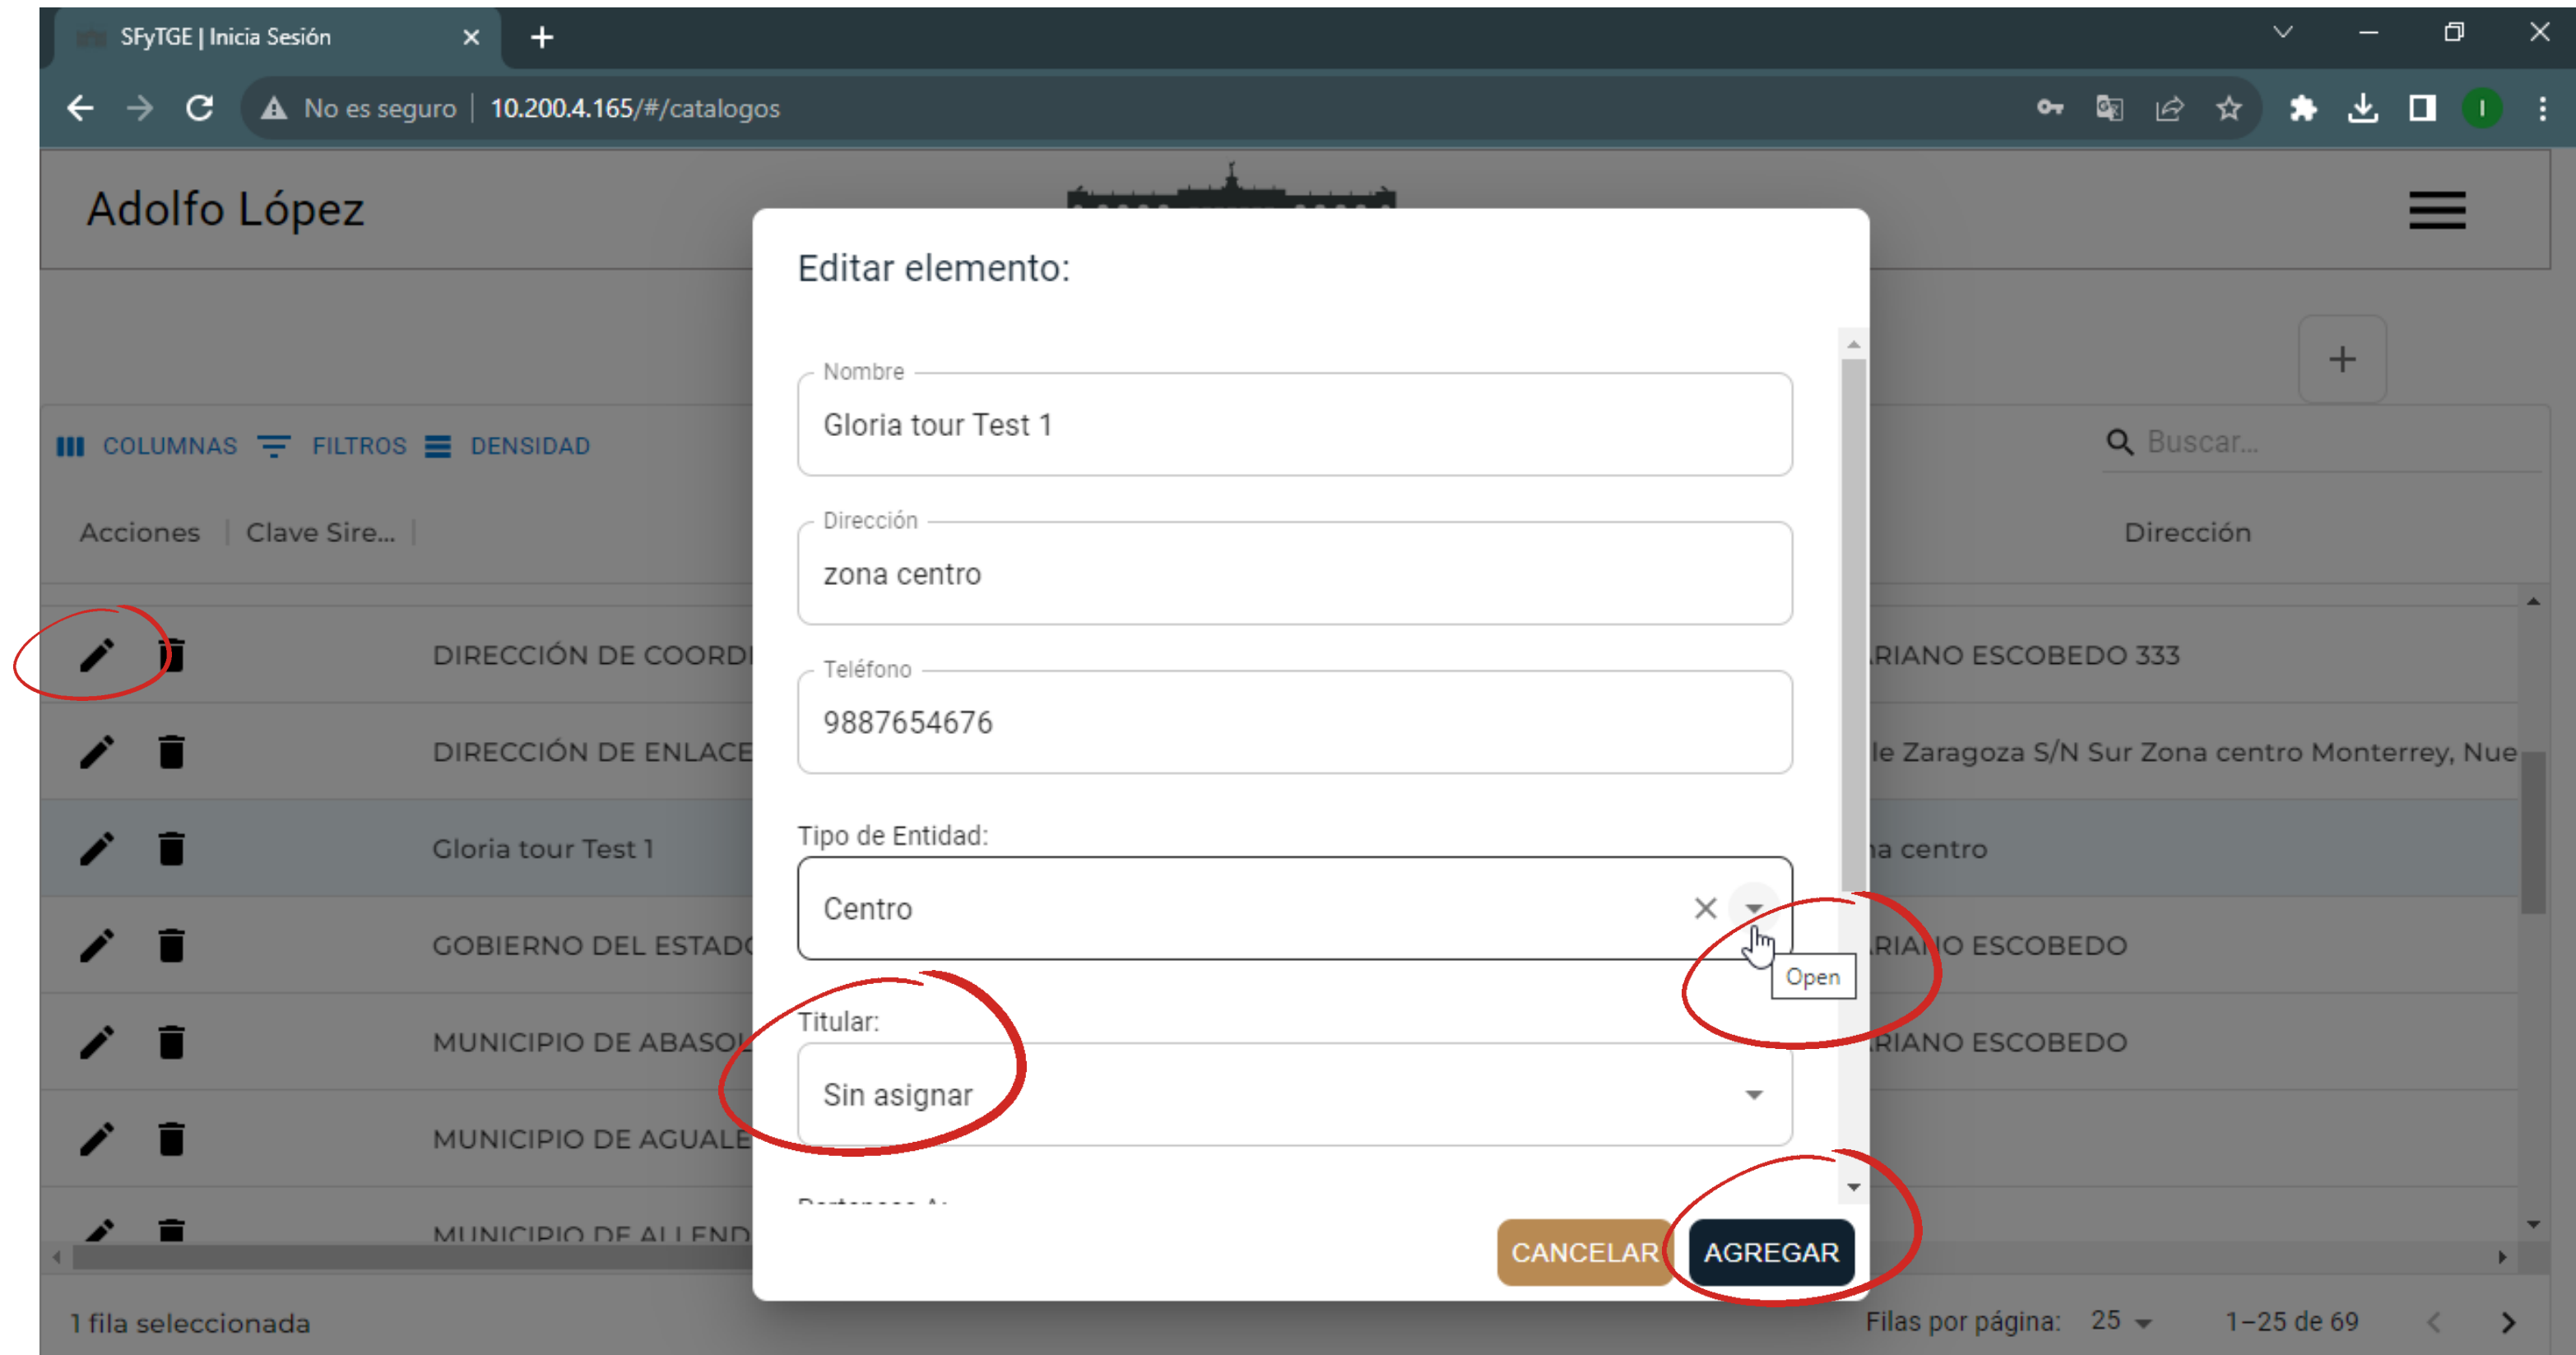 SFyTGE | Inicia Sesión
No es seguro | 10.200.4.165/#/catalogos
I
Adolfo López
Editar elemento:
Nombre
Gloria tour Test 1
Dirección
zona centro
Teléfono
9887654676
Tipo de Entidad:
Centro
Open
Titular:
Sin asignar
CANCELAR
AGREGAR
COLUMNAS FILTROS DENSIDAD
Buscar...
Acciones Clave Sire... Dirección
DIRECCIÓN DE COORDI RIANO ESCOBEDO 333
DIRECCIÓN DE ENLACE le Zaragoza S/N Sur Zona centro Monterrey, Nue
Gloria tour Test 1 na centro
GOBIERNO DEL ESTADO RIANO ESCOBEDO
MUNICIPIO DE ABASOL RIANO ESCOBEDO
MUNICIPIO DE AGUALE
MUNICIPIO DE ALLEND
1 fila seleccionada
Filas por página: 25 1–25 de 69